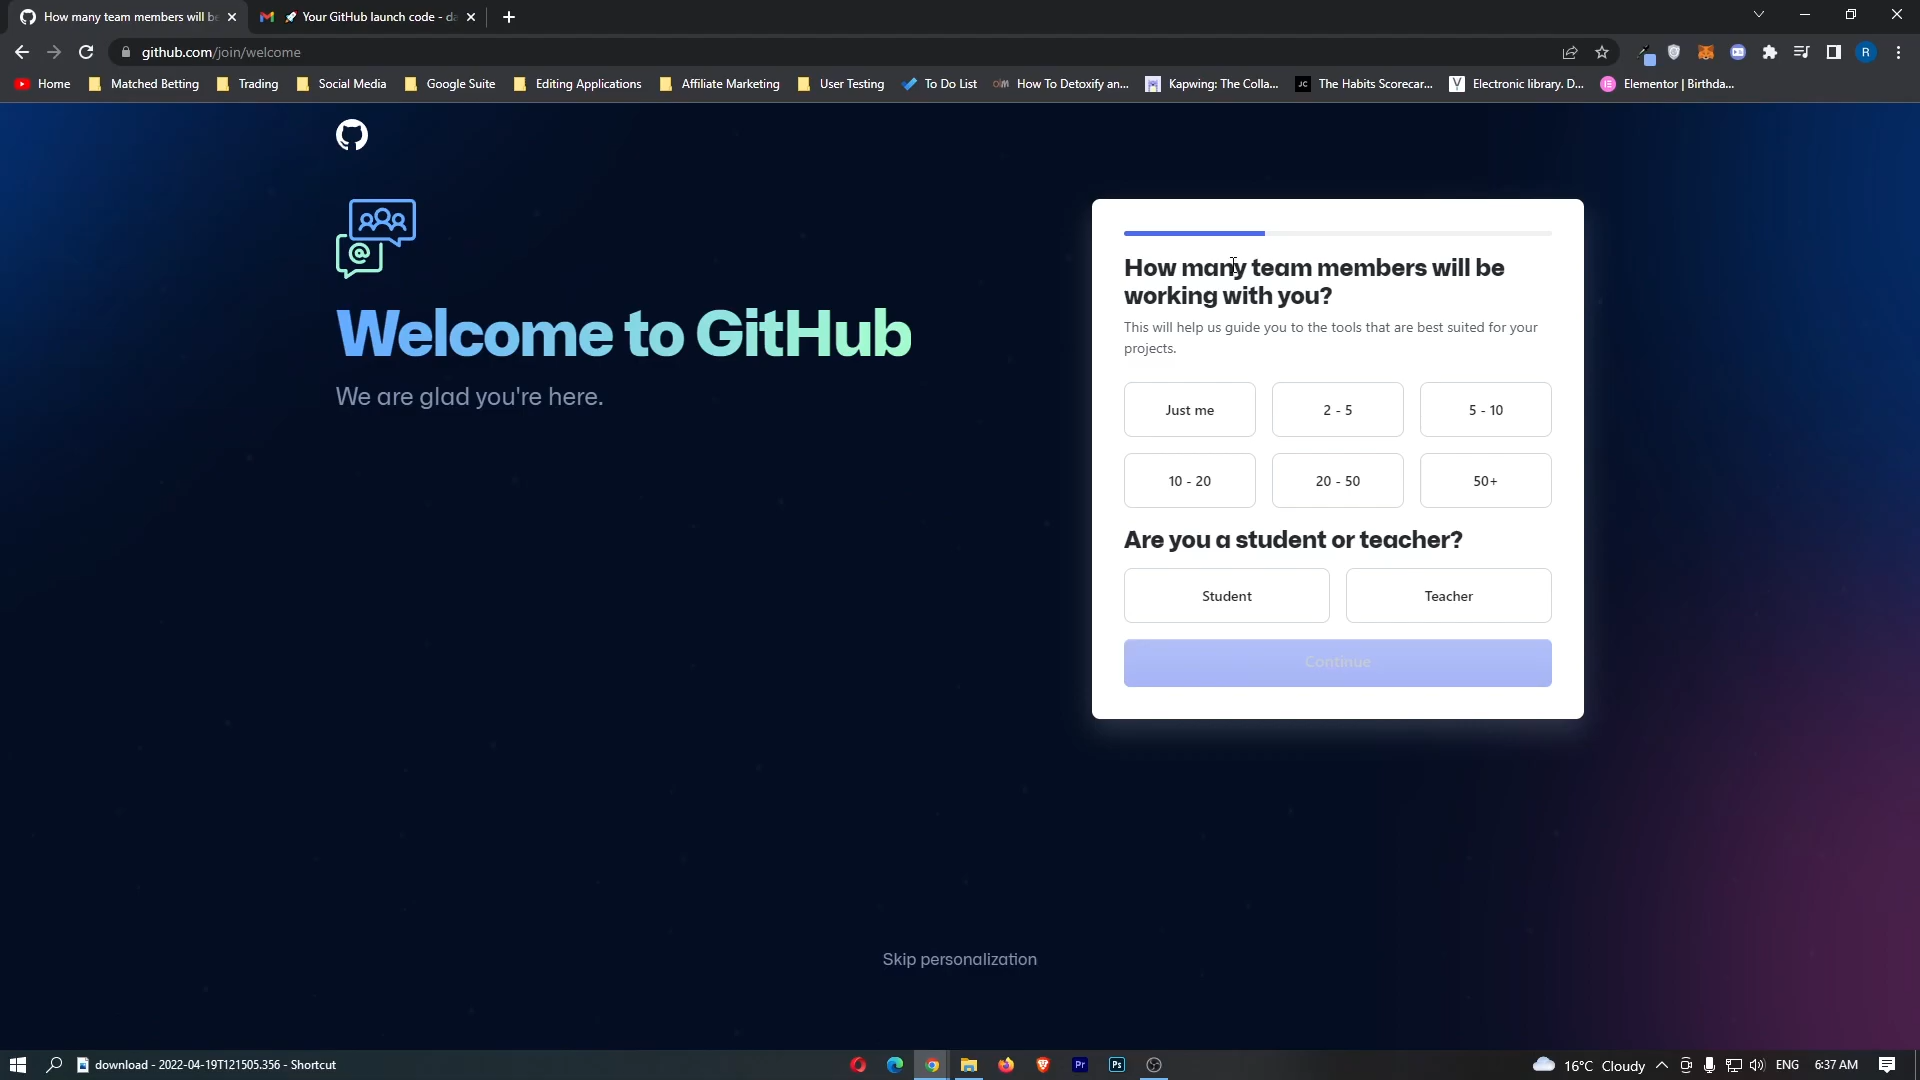 How many team members will be
🚀 Your GitHub launch code - da
github.com/join/welcome
R
Home
Matched Betting
Trading
Social Media
Google Suite
Editing Applications
Affiliate Marketing
User Testing
To Do List
How To Detoxify an...
Kapwing: The Colla...
JC
The Habits Scorecar...
Electronic library. D...
Elementor | Birthda...
Welcome to GitHub
We are glad you're here.
How many team members will be
working with you?
This will help us guide you to the tools that are best suited for your
projects.
Just me
2 - 5
5 - 10
10 - 20
20 - 50
50+
Are you a student or teacher?
Student
Teacher
Continue
Skip personalization
download - 2022-04-19T121505.356 - Shortcut
Pr
Ps
16°C Cloudy
ENG
6:37 AM